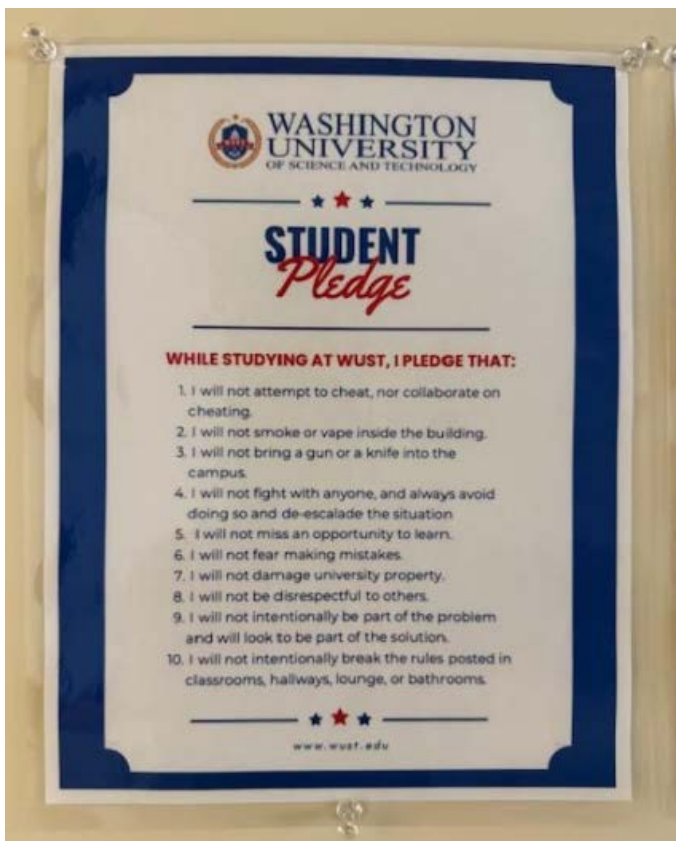 WASHINGTON
UNIVERSITY
OF SCIENCE AND TECHNOLOGY
STUDENT
Pledge
WHILE STUDYING AT WUST, I PLEDGE THAT:
1. I will not attempt to cheat, nor collaborate on
cheating.
2. I will not smoke or vape inside the building.
3. I will not bring a gun or a knife into the
campus.
4. I will not fight with anyone, and always avoid
doing so and de-escalade the situation
5. I will not miss an opportunity to learn.
6. I will not fear making mistakes.
7. I will not damage university property.
8. I will not be disrespectful to others.
9. I will not intentionally be part of the problem
and will look to be part of the solution.
10. I will not intentionally break the rules posted in
classrooms, hallways, lounge, or bathrooms.
www.wust.edu